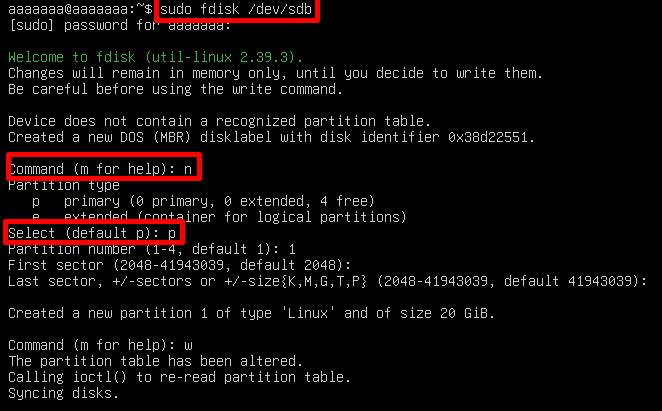 aaaaaaa@aaaaaaa:~$ sudo fdisk /dev/sdb
[sudo] password for aaaaaaa:
Welcome to fdisk (util-linux 2.39.3).
Changes will remain in memory only, until you decide to write them.
Be careful before using the write command.
Device does not contain a recognized partition table.
Created a new DOS (MBR) disklabel with disk identifier 0x38d22551.
Command (m for help): n
Partition type
p   primary (0 primary, 0 extended, 4 free)
e   extended (container for logical partitions)
Select (default p): p
Partition number (1-4, default 1): 1
First sector (2048-41943039, default 2048):
Last sector, +/-sectors or +/-size{K,M,G,T,P} (2048-41943039, default 41943039):
Created a new partition 1 of type 'Linux' and of size 20 GiB.
Command (m for help): w
The partition table has been altered.
Calling ioctl() to re-read partition table.
Syncing disks.